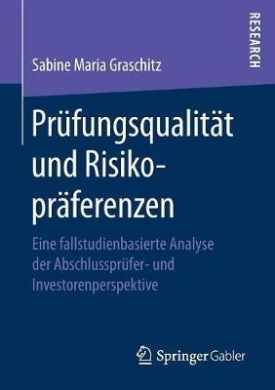 RESEARCH
Sabine Maria Graschitz
Prüfungsqualität
und Risiko-
präferenzen
Eine fallstudienbasierte Analyse
der Abschlussprüfer- und
Investorenperspektive
Springer Gabler